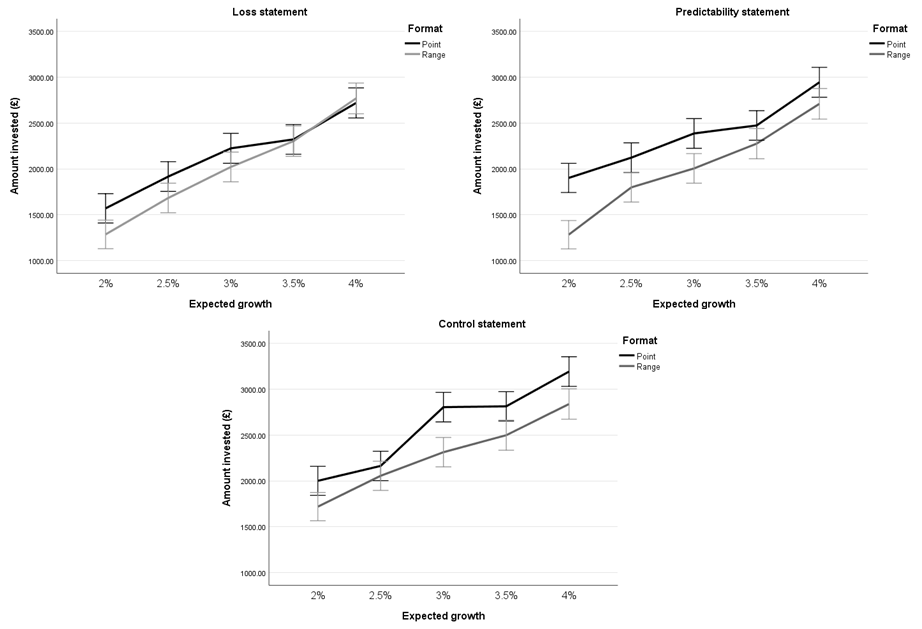 Loss statement
Format
Point
Range
3500.00
3000.00
2500.00
2000.00
1500.00
1000.00
Amount invested (£)
2% 2.5% 3% 3.5% 4%
Expected growth
Predictability statement
Format
Point
Range
3500.00
3000.00
2500.00
2000.00
1500.00
1000.00
Amount invested (£)
2% 2.5% 3% 3.5% 4%
Expected growth
Control statement
Format
Point
Range
3500.00
3000.00
2500.00
2000.00
1500.00
1000.00
Amount invested (£)
2% 2.5% 3% 3.5% 4%
Expected growth